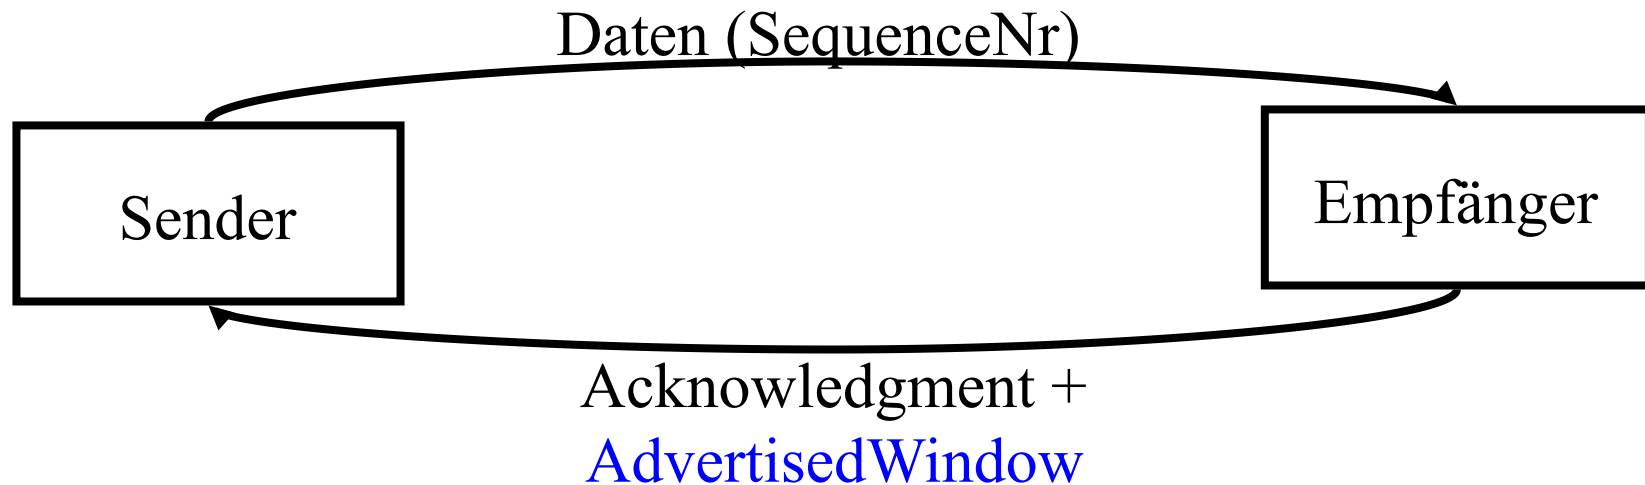 Daten (SequenceNr)
Sender
Empfänger
Acknowledgment +
AdvertisedWindow